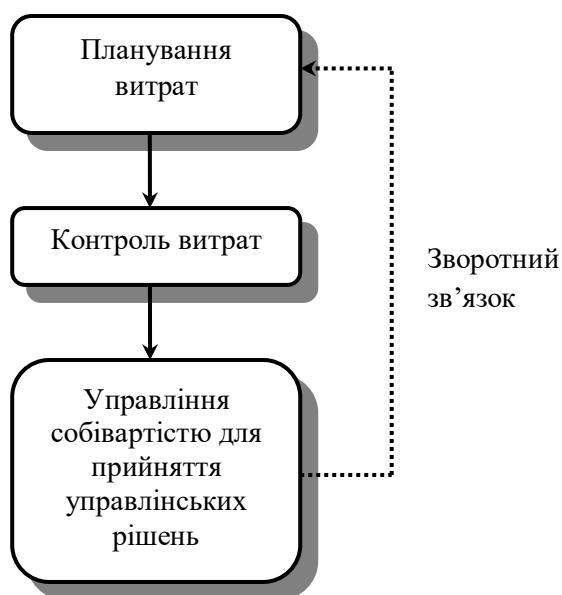 Планування
витрат
Контроль витрат
Зворотний
зв’язок
Управління
собівартістю для
прийняття
управлінських
рішень